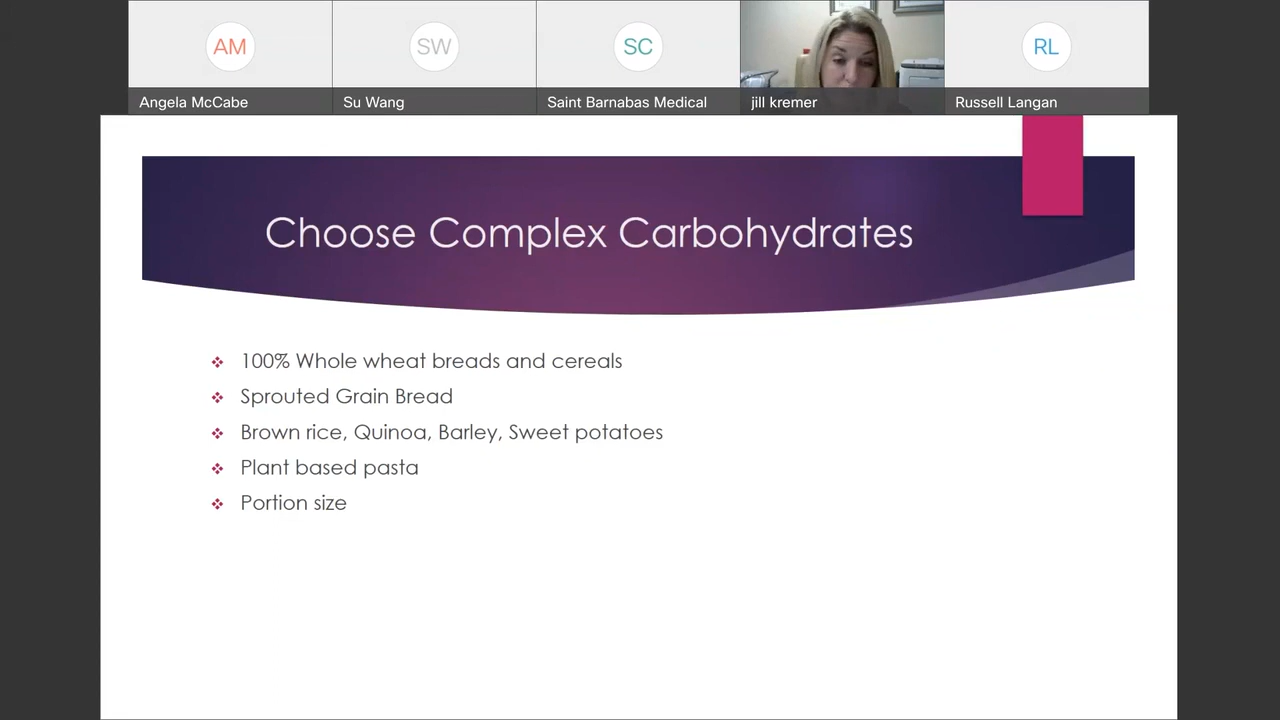 AM
SW
SC
RL
Angela McCabe
Su Wang
Saint Barnabas Medical
jill kremer
Russell Langan
Choose Complex Carbohydrates
100% Whole wheat breads and cereals
Sprouted Grain Bread
Brown rice, Quinoa, Barley, Sweet potatoes
Plant based pasta
Portion size